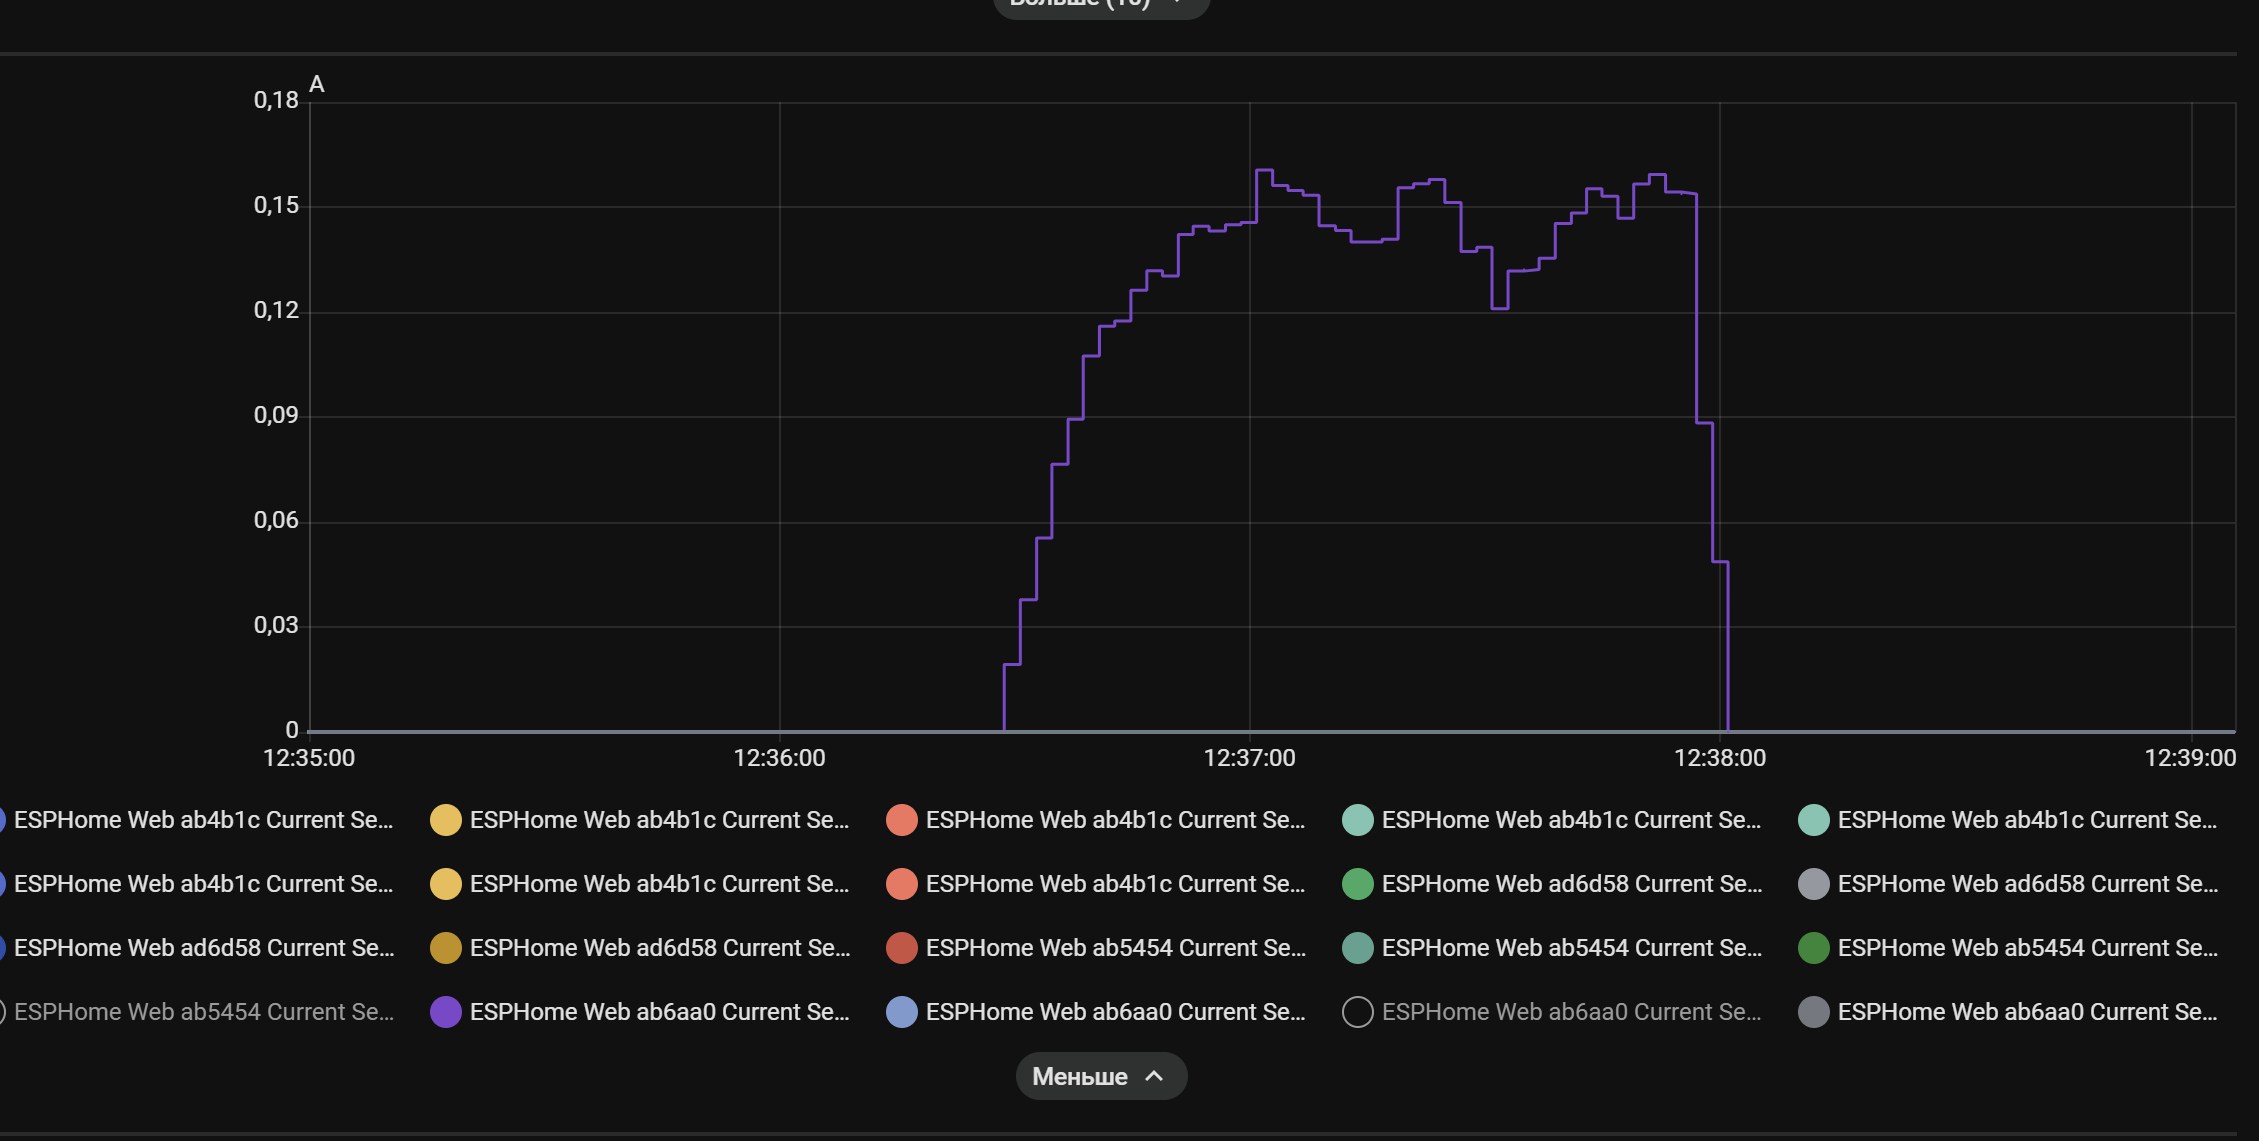 Больше (10)
A
0,18
0,15
0,12
0,09
0,06
0,03
0
12:35:00 12:36:00 12:37:00 12:38:00 12:39:00
ESPHome Web ab4b1c Current Se... ESPHome Web ab4b1c Current Se... ESPHome Web ab4b1c Current Se... ESPHome Web ab4b1c Current Se... ESPHome Web ab4b1c Current Se...
ESPHome Web ab4b1c Current Se... ESPHome Web ab4b1c Current Se... ESPHome Web ab4b1c Current Se... ESPHome Web ad6d58 Current Se... ESPHome Web ad6d58 Current Se...
ESPHome Web ad6d58 Current Se... ESPHome Web ad6d58 Current Se... ESPHome Web ab5454 Current Se... ESPHome Web ab5454 Current Se... ESPHome Web ab5454 Current Se...
ESPHome Web ab5454 Current Se... ESPHome Web ab6aa0 Current Se... ESPHome Web ab6aa0 Current Se... ESPHome Web ab6aa0 Current Se... ESPHome Web ab6aa0 Current Se...
Меньше